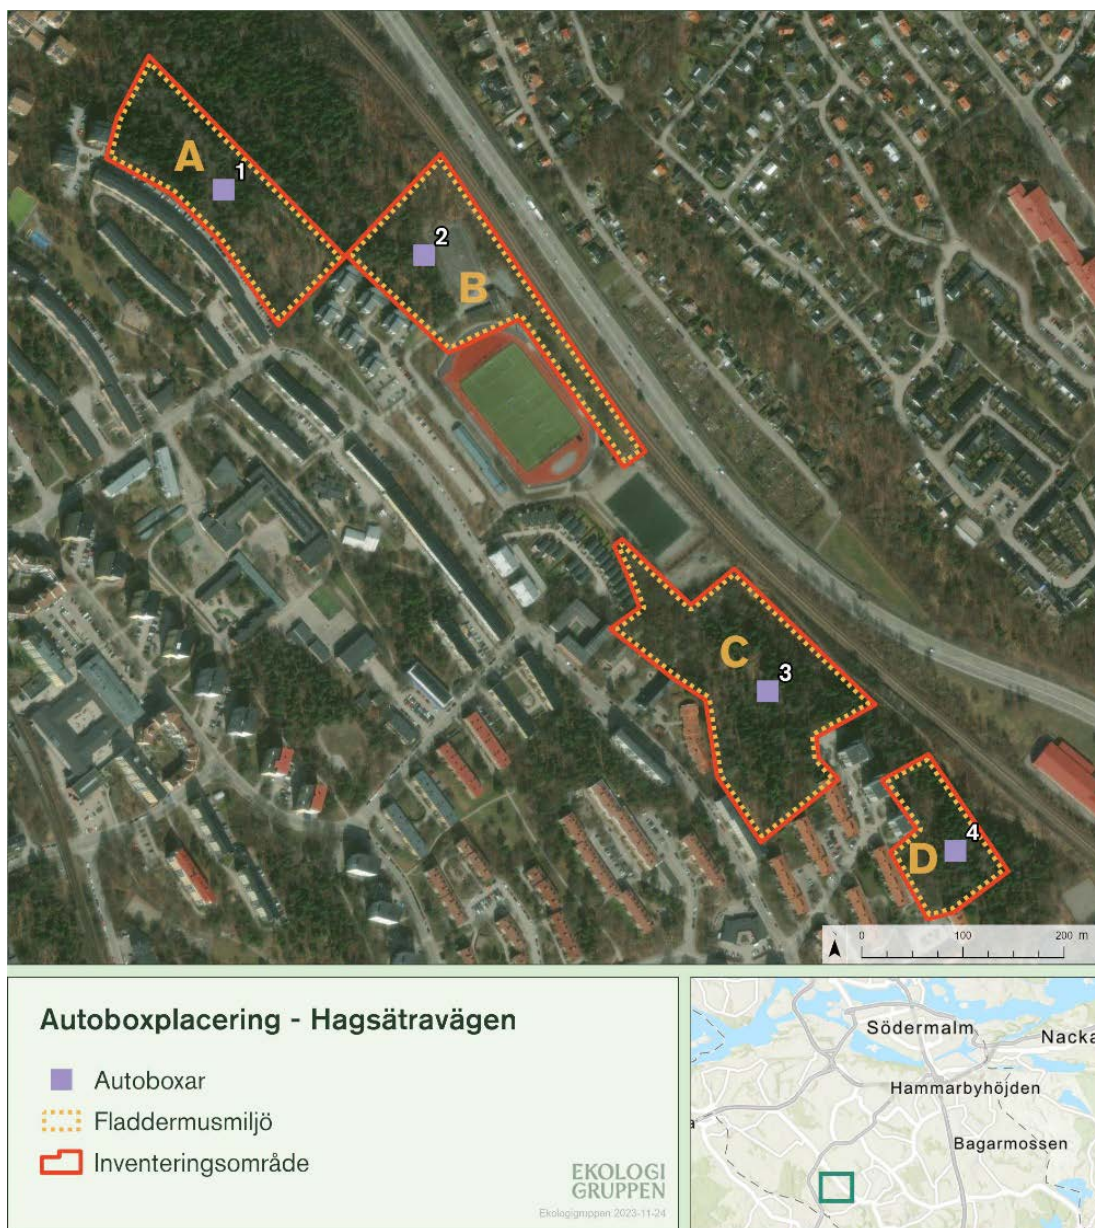 A
1
2
B
C
3
4
D
0 100 200 m
Autoboxplacering - Hagsätravägen
Autoboxar
Fladdermusmiljö
Inventeringsområde
EKOLOGI
GRUPPEN
Ekologigruppen 2023-11-24
Södermalm
Nacka
Hammarbyhöjden
a
Bagarmossen